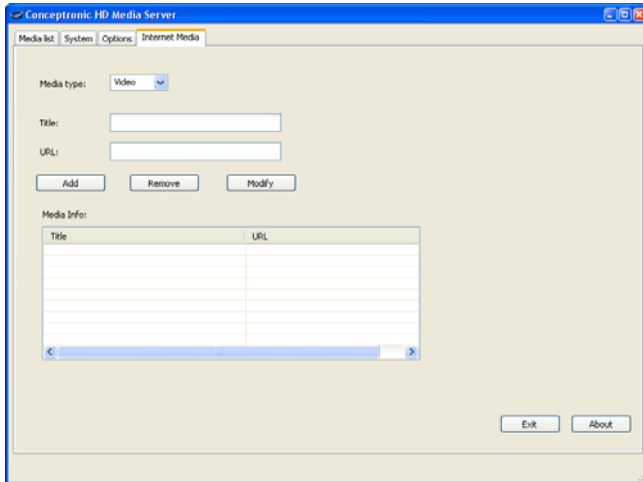 Conceptronic HD Media Server
Media list System Options Internet Media
Media type: Video
Title:
URL:
Add Remove Modify
Media Info:
Title URL
Exit About